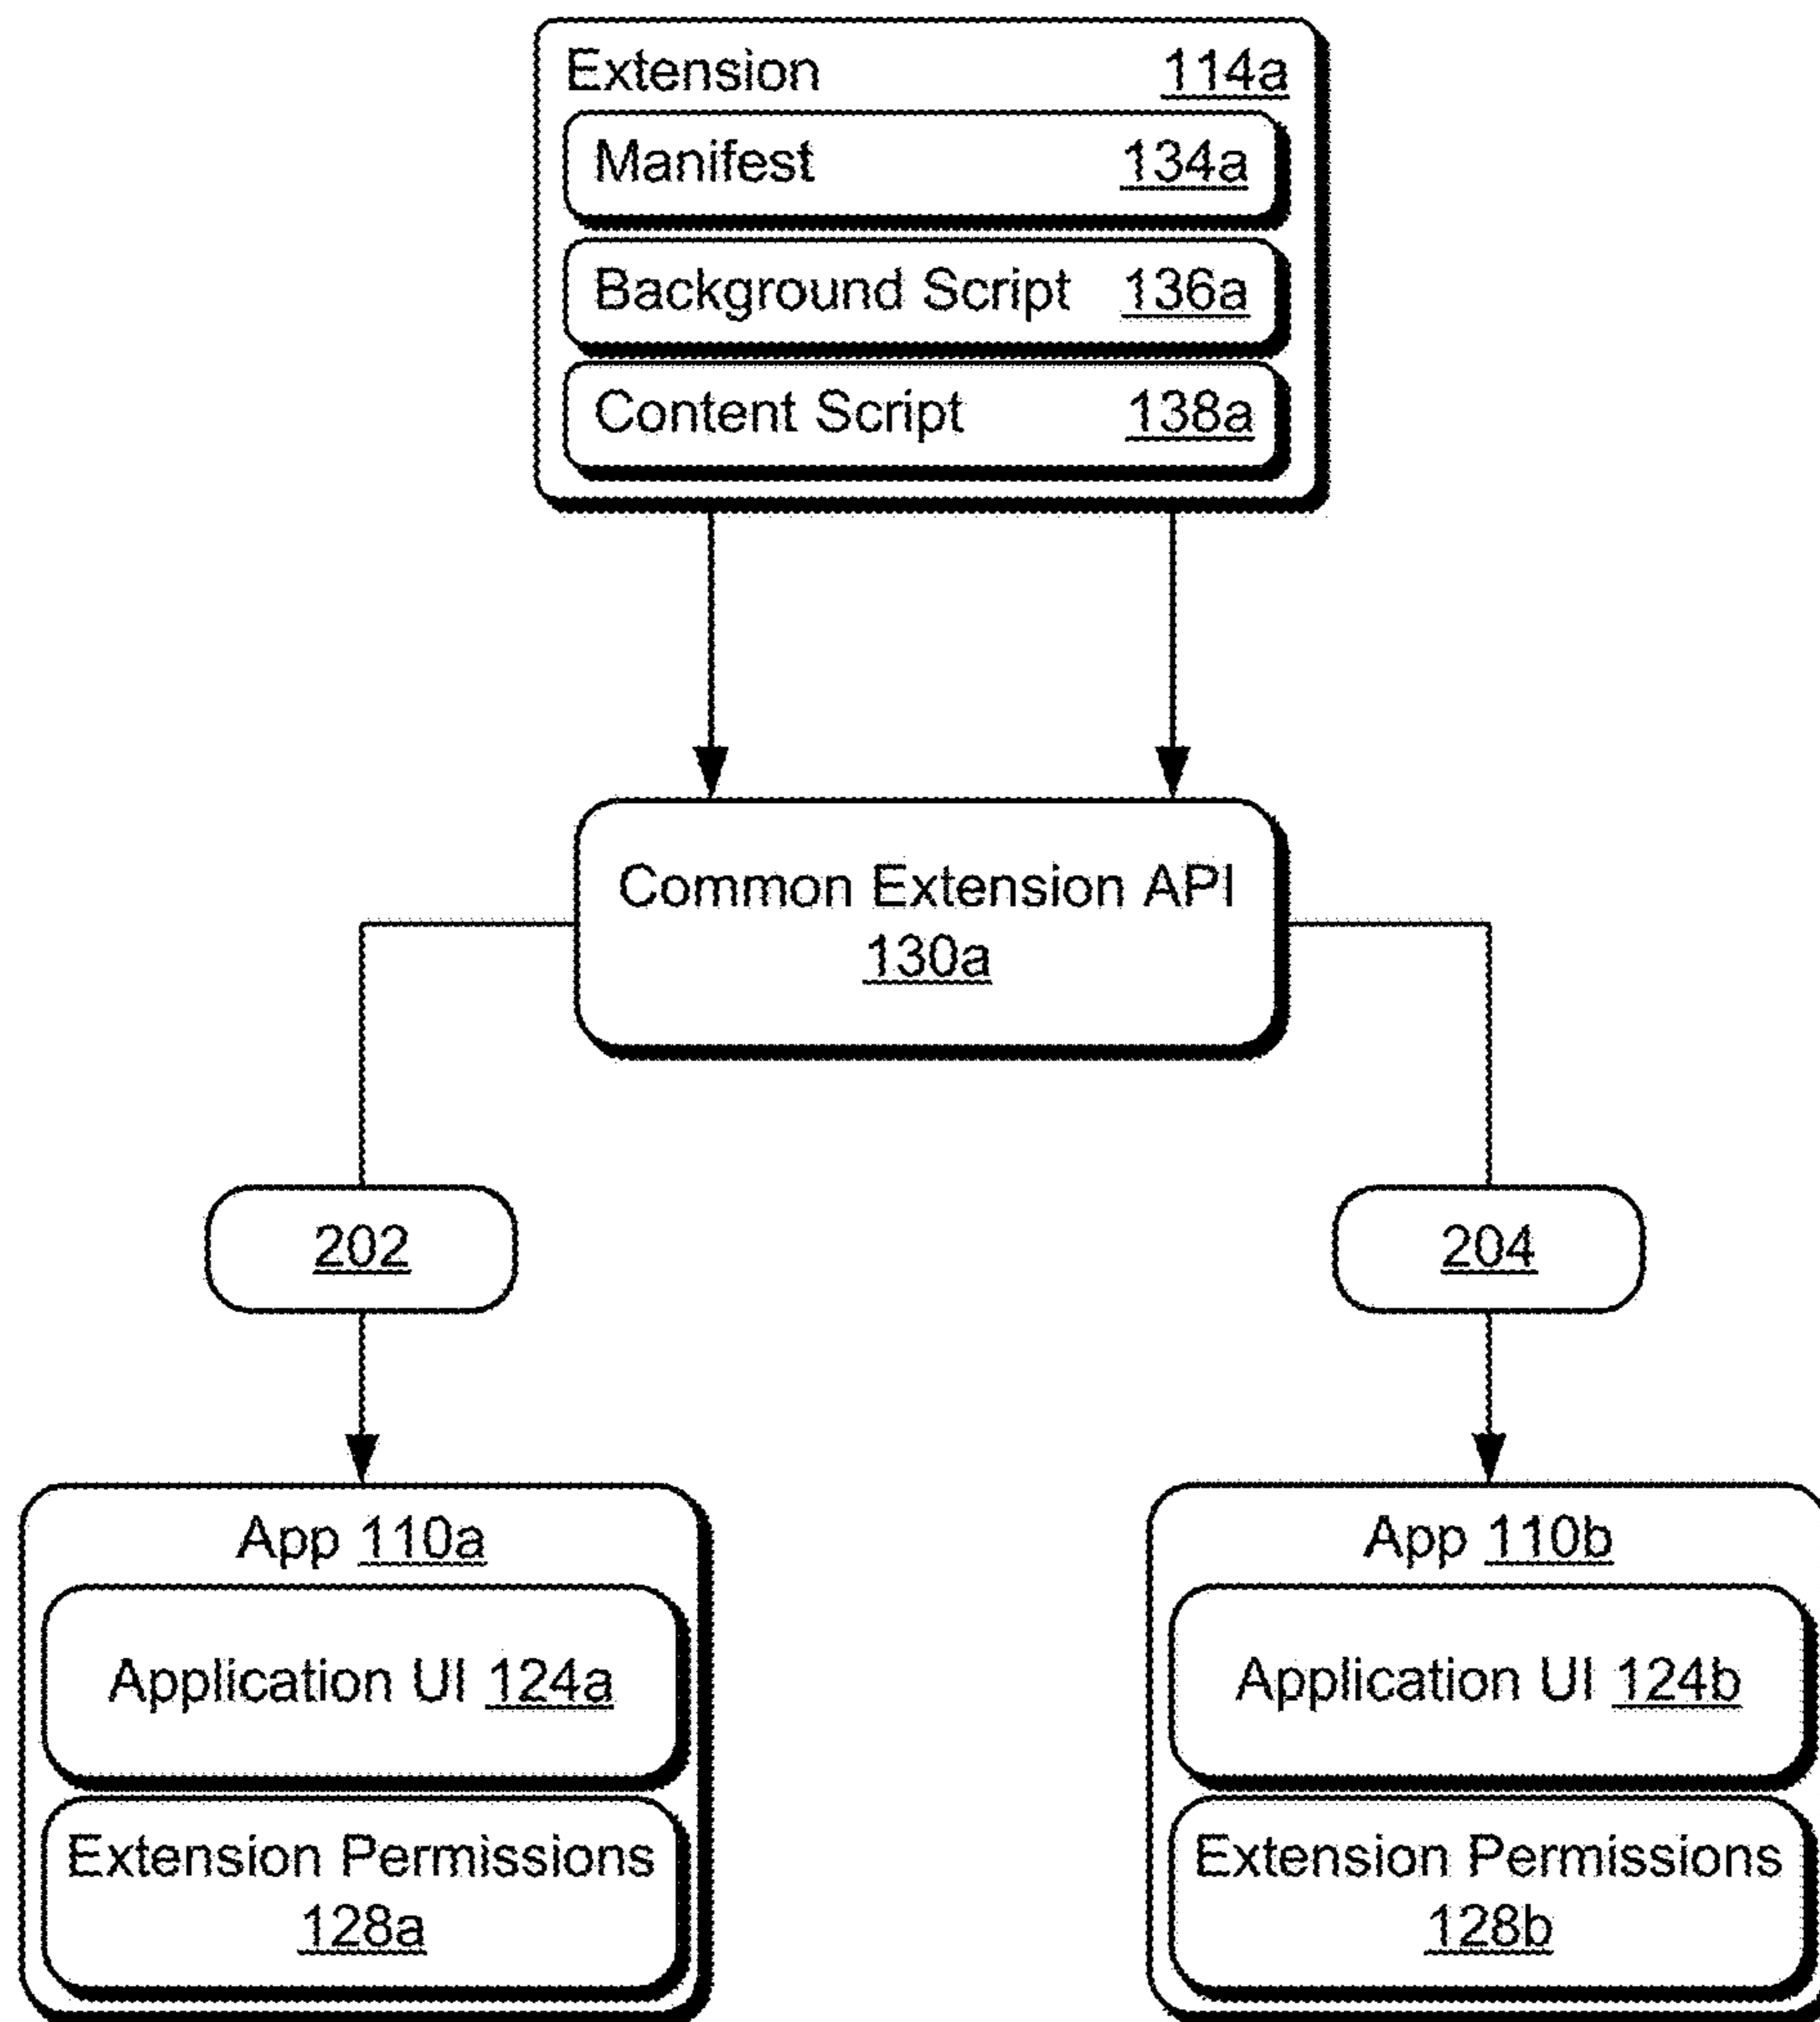 Extension 114a
Manifest 134a
Background Script 136a
Content Script 138a
Common Extension API
130a
202
204
App 110a
Application UI 124a
Extension Permissions
128a
App 110b
Application UI 124b
Extension Permissions
128b